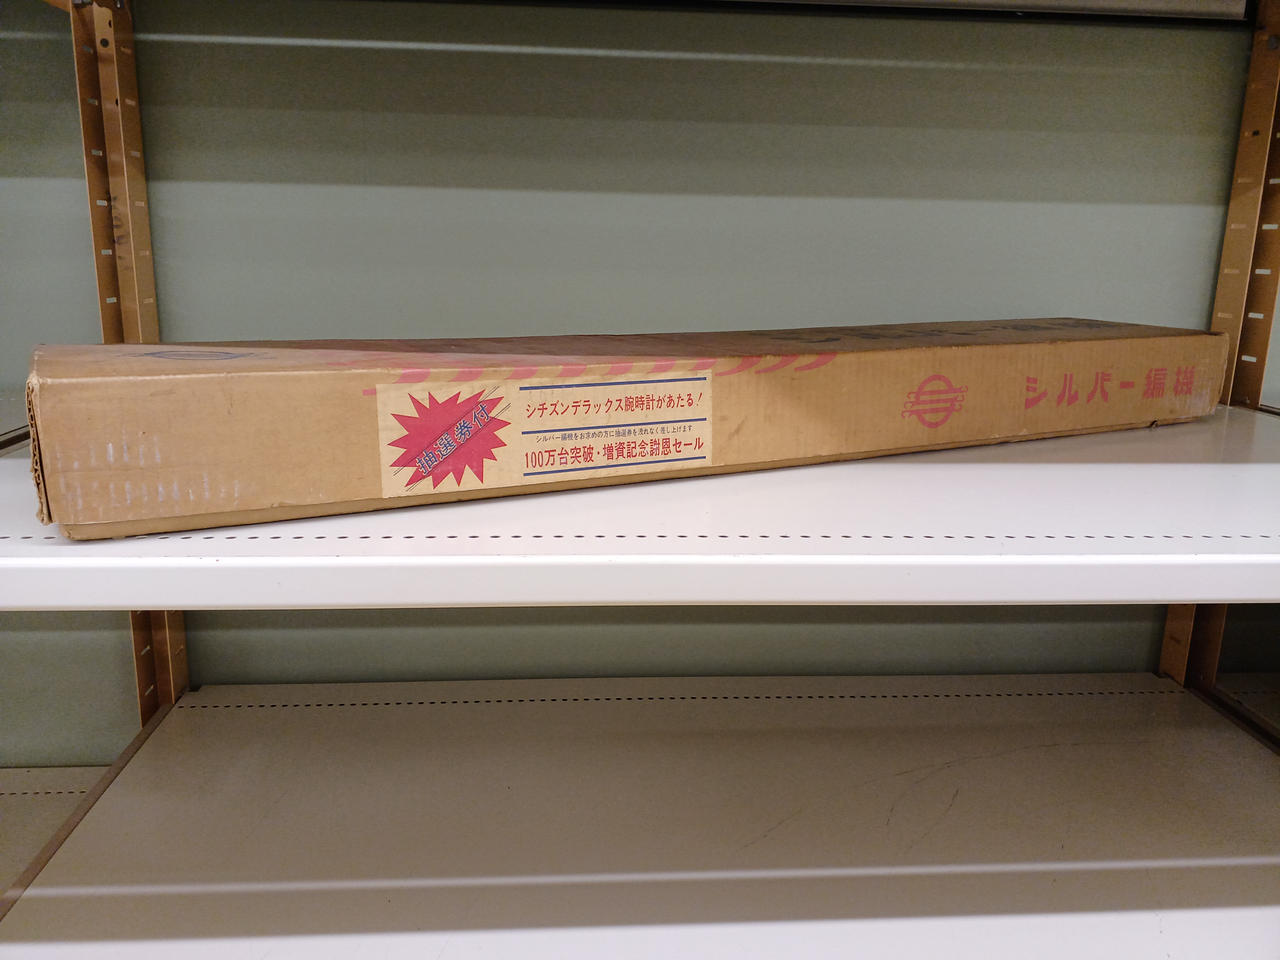 抽選券付
シチズンデラックス腕時計があたる!
シルバー編機をお求めの方に抽選券を洩れなく差し上げます
100万台突破・増資記念謝恩セール
シルバー編機